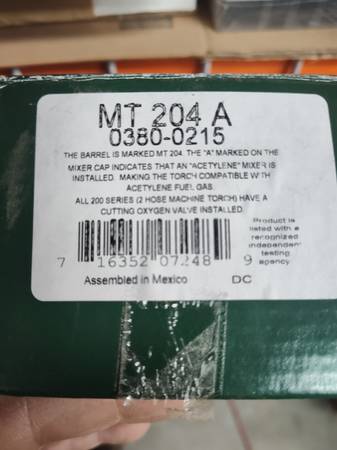 MT 204 A
0380-0215
THE BARREL IS MARKED MT 204. THE "A" MARKED ON THE
MIXER CAP INDICATES THAT AN "ACETYLENE" MIXER IS
INSTALLED. MAKING THE TORCH COMPATIBLE WITH
ACETYLENE FUEL GAS.
ALL 200 SERIES (2 HOSE MACHINE TORCH) HAVE A
CUTTING OXYGEN VALVE INSTALLED.
Product is
listed with a
recognized
independent
testing
agency.
7 16352 07248 9
Assembled in Mexico DC